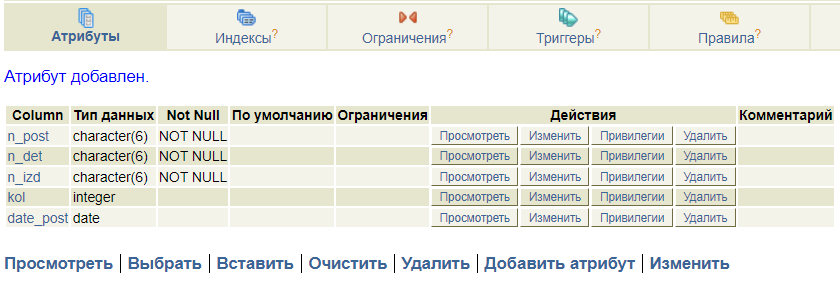 Атрибуты Индексы? Ограничения? Триггеры? Правила?
Атрибут добавлен.
Column Тип данных Not Null По умолчанию Ограничения Действия Комментарий
n_post character(6) NOT NULL Просмотреть Изменить Привилегии Удалить
n_det character(6) NOT NULL Просмотреть Изменить Привилегии Удалить
n_izd character(6) NOT NULL Просмотреть Изменить Привилегии Удалить
kol integer Просмотреть Изменить Привилегии Удалить
date_post date Просмотреть Изменить Привилегии Удалить
Просмотреть | Выбрать | Вставить | Очистить | Удалить | Добавить атрибут | Изменить